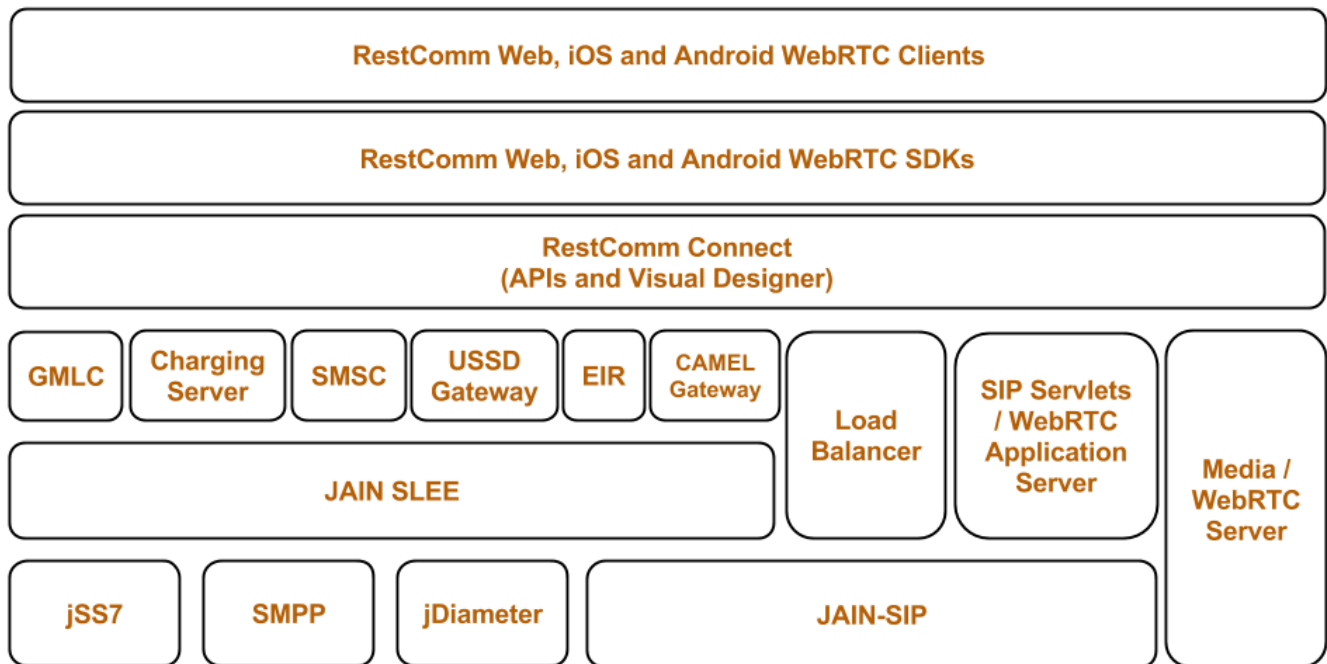 RestComm Web, iOS and Android WebRTC Clients
RestComm Web, iOS and Android WebRTC SDKs
RestComm Connect
(APIs and Visual Designer)
GMLC
Charging
Server
SMSC
USSD
Gateway
EIR
CAMEL
Gateway
Load
Balancer
SIP Servlets
/ WebRTC
Application
Server
Media /
WebRTC
Server
JAIN SLEE
jSS7
SMPP
jDiameter
JAIN-SIP